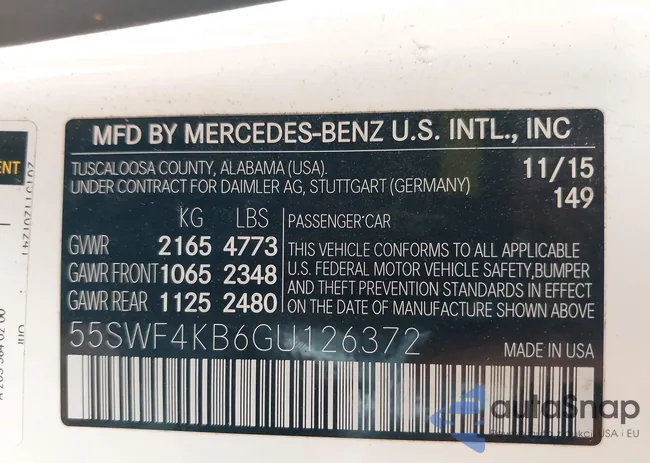 MFD BY MERCEDES-BENZ U.S. INTL., INC
TUSCALOOSA COUNTY, ALABAMA (USA). 11/15
UNDER CONTRACT FOR DAIMLER AG, STUTTGART (GERMANY) 149
KG LBS PASSENGER CAR
GVWR 2165 4773 THIS VEHICLE CONFORMS TO ALL APPLICABLE
GAWR FRONT 1065 2348 U.S. FEDERAL MOTOR VEHICLE SAFETY, BUMPER
GAWR REAR 1125 2480 AND THEFT PREVENTION STANDARDS IN EFFECT
ON THE DATE OF MANUFACTURE SHOWN ABOVE
55SWF4KB6GU126372 MADE IN USA
ENT
autoSnap
USA i EU